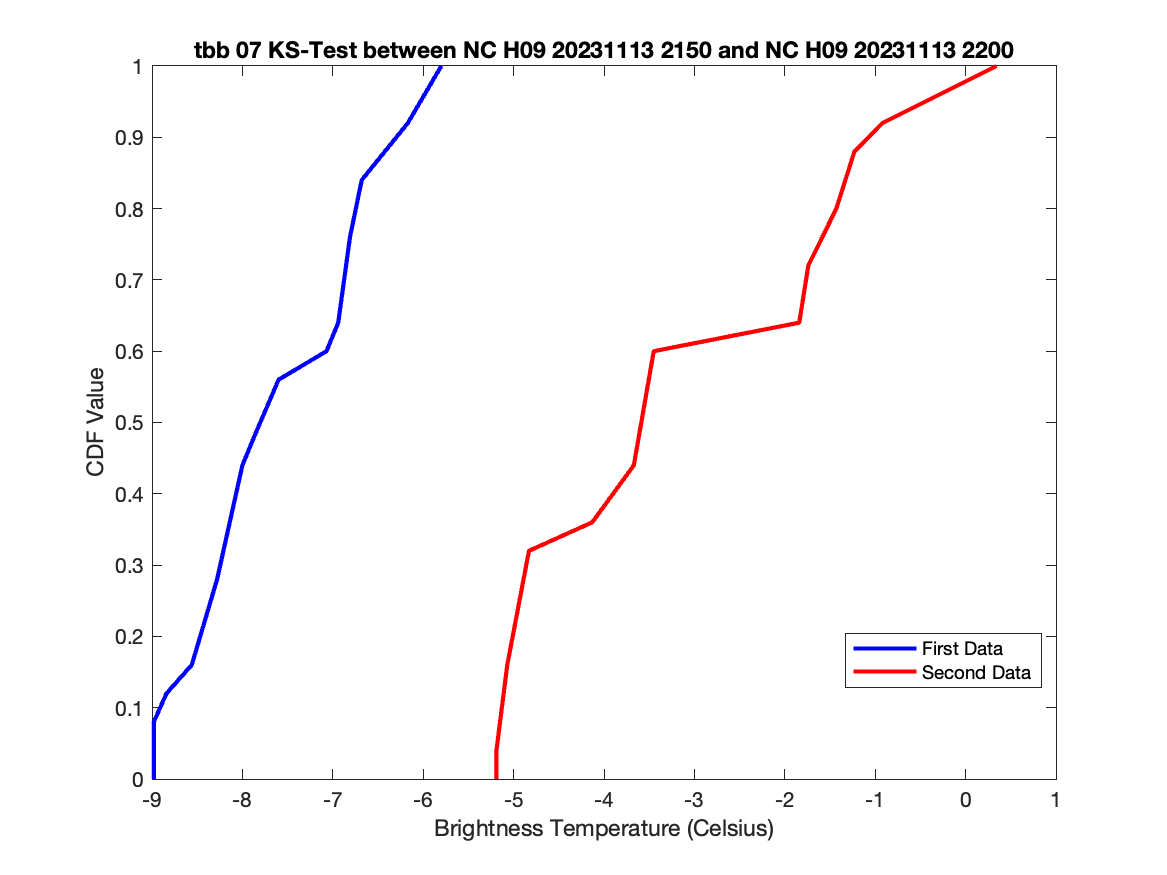 tbb 07 KS-Test between NC H09 20231113 2150 and NC H09 20231113 2200
1
0.9
0.8
0.7
0.6
0.5
0.4
0.3
0.2
0.1
0
CDF Value
First Data
Second Data
-9 -8 -7 -6 -5 -4 -3 -2 -1 0 1
Brightness Temperature (Celsius)